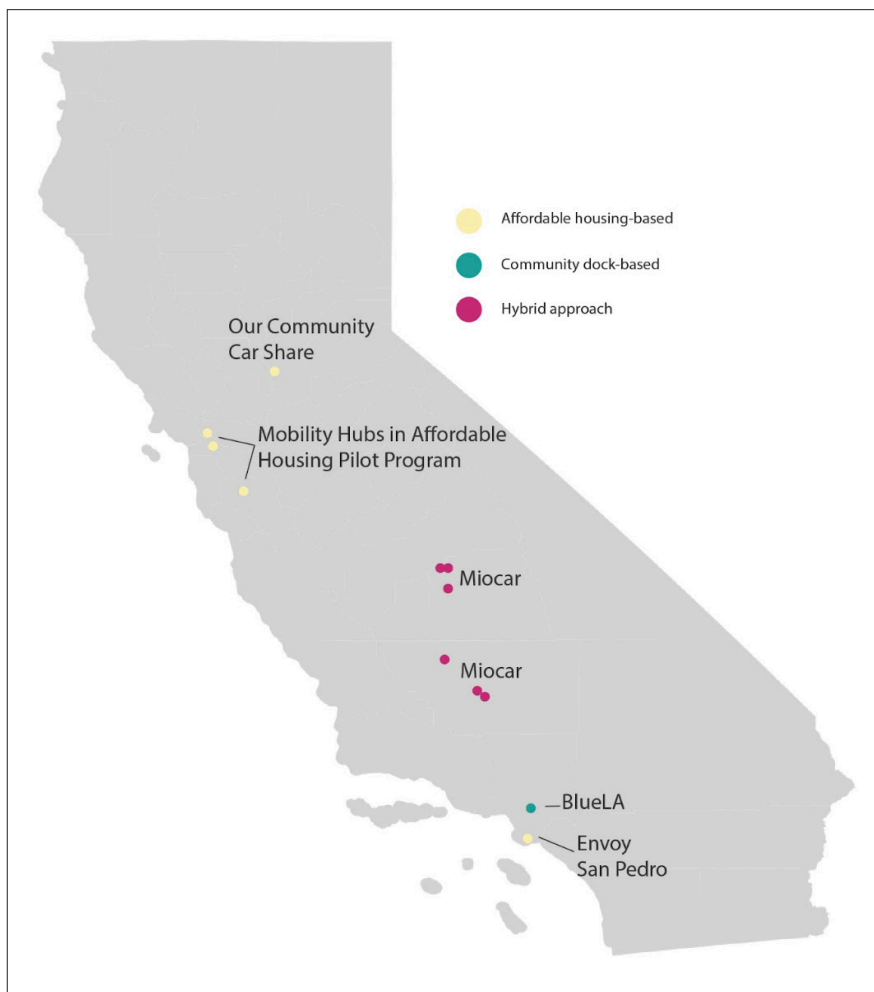 Affordable housing-based
Community dock-based
Hybrid approach
Our Community
Car Share
Mobility Hubs in Affordable
Housing Pilot Program
Miocar
Miocar
BlueLA
Envoy
San Pedro